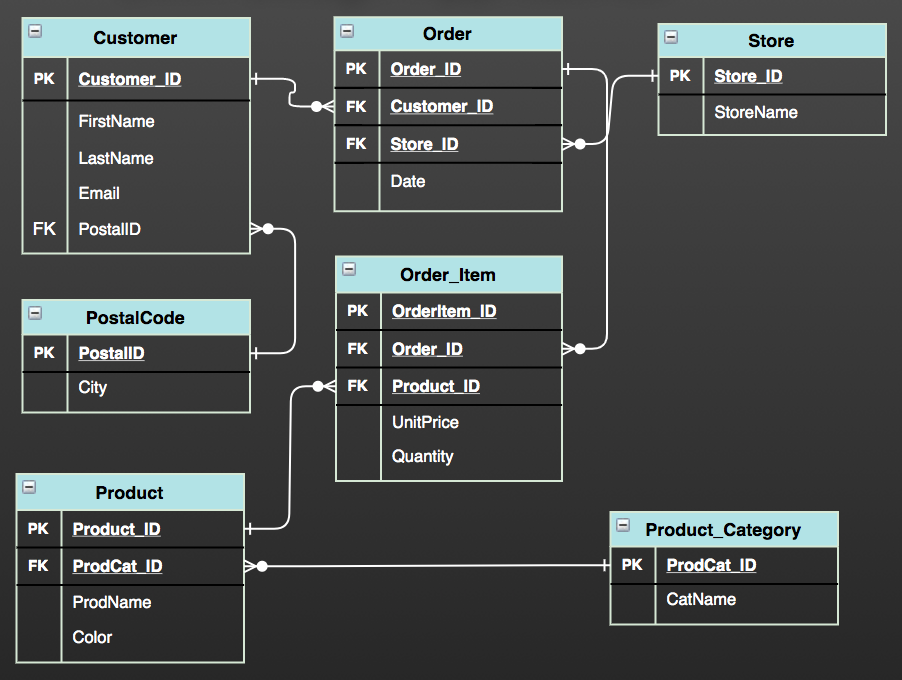 Customer
PK Customer_ID
FirstName
LastName
Email
FK PostalID
Order
PK Order_ID
FK Customer_ID
FK Store_ID
Date
Store
PK Store_ID
StoreName
PostalCode
PK PostalID
City
Order_Item
PK OrderItem_ID
FK Order_ID
FK Product_ID
UnitPrice
Quantity
Product
PK Product_ID
FK ProdCat_ID
ProdName
Color
Product_Category
PK ProdCat_ID
CatName